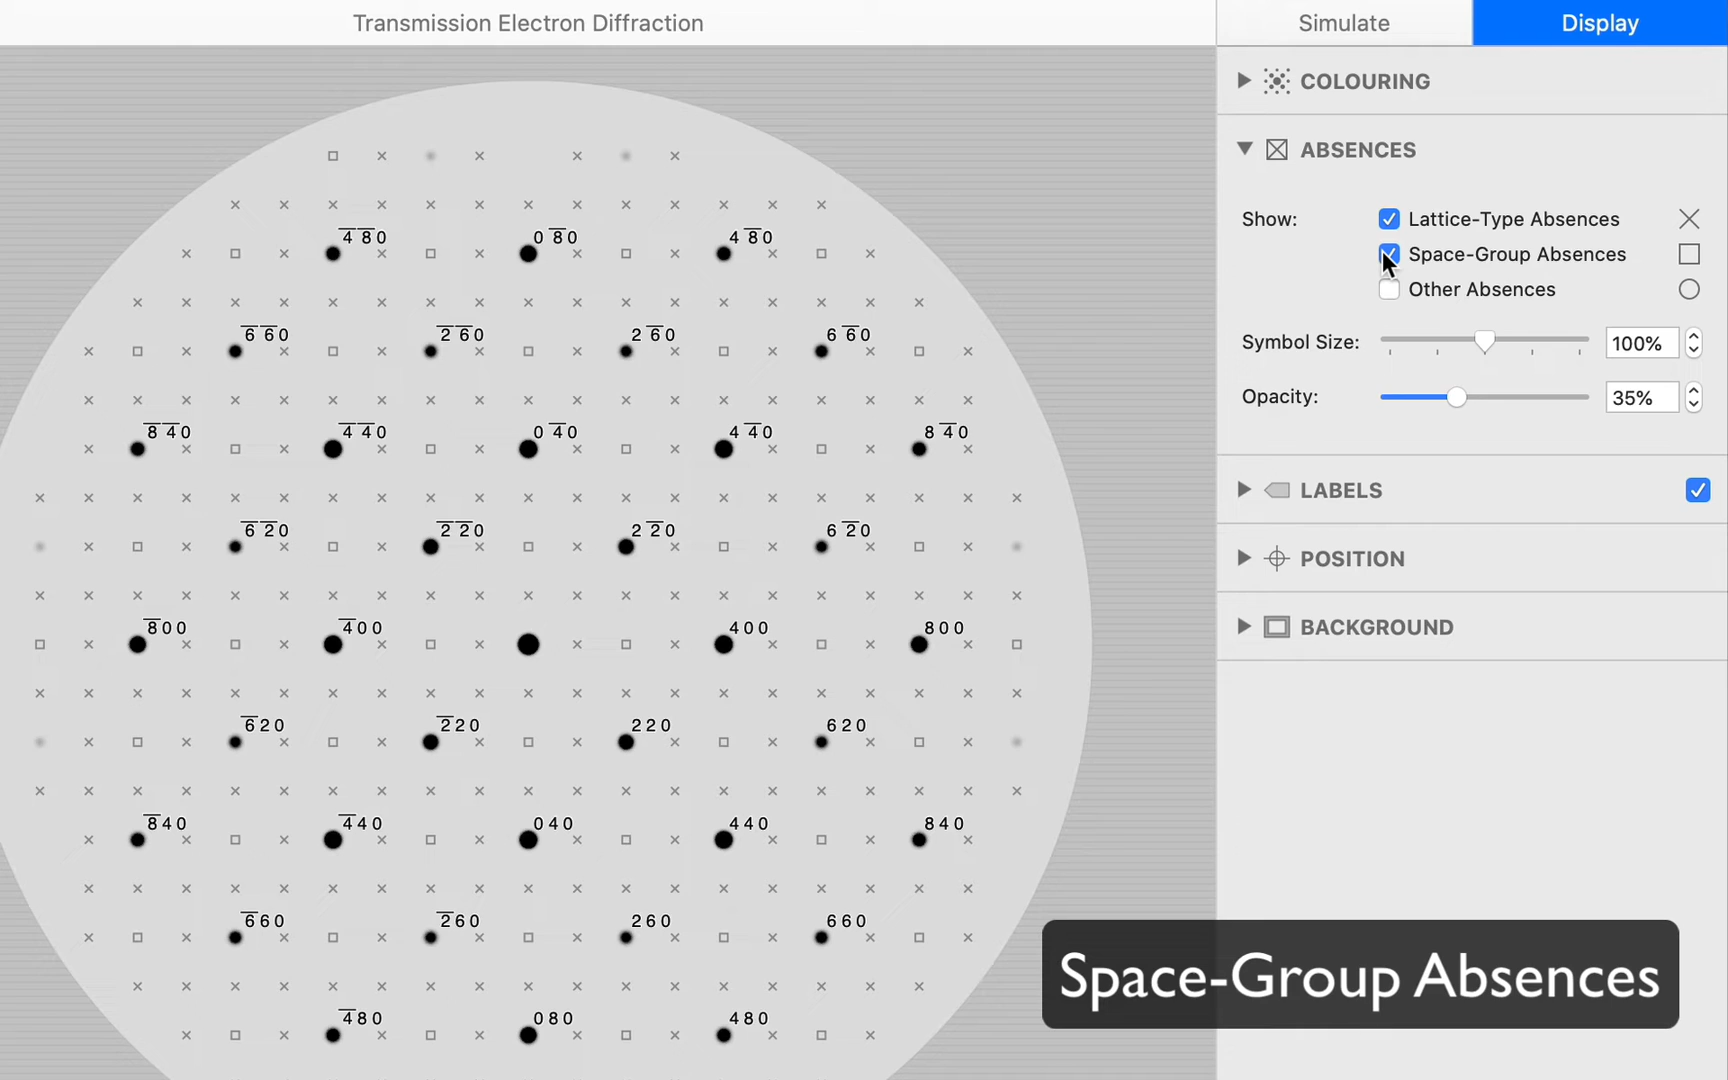 Transmission Electron Diffraction
Simulate
Display
COLOURING
ABSENCES
Show:
Lattice-Type Absences
Space-Group Absences
Other Absences
Symbol Size:
100%
Opacity:
35%
LABELS
POSITION
BACKGROUND
4̅ 8̅ 0 0 8̅ 0 4 8̅ 0
6̅ 6̅ 0 2̅ 6̅ 0 2 6̅ 0 6 6̅ 0
8̅ 4̅ 0 4̅ 4̅ 0 0 4̅ 0 4 4̅ 0 8 4̅ 0
6̅ 2̅ 0 2̅ 2̅ 0 2 2̅ 0 6 2̅ 0
8̅ 0 0 4̅ 0 0 4 0 0 8 0 0
6̅ 2 0 2̅ 2 0 2 2 0 6 2 0
8̅ 4 0 4̅ 4 0 0 4 0 4 4 0 8 4 0
6̅ 6 0 2̅ 6 0 2 6 0 6 6 0
4̅ 8 0 0 8 0 4 8 0
Space-Group Absences